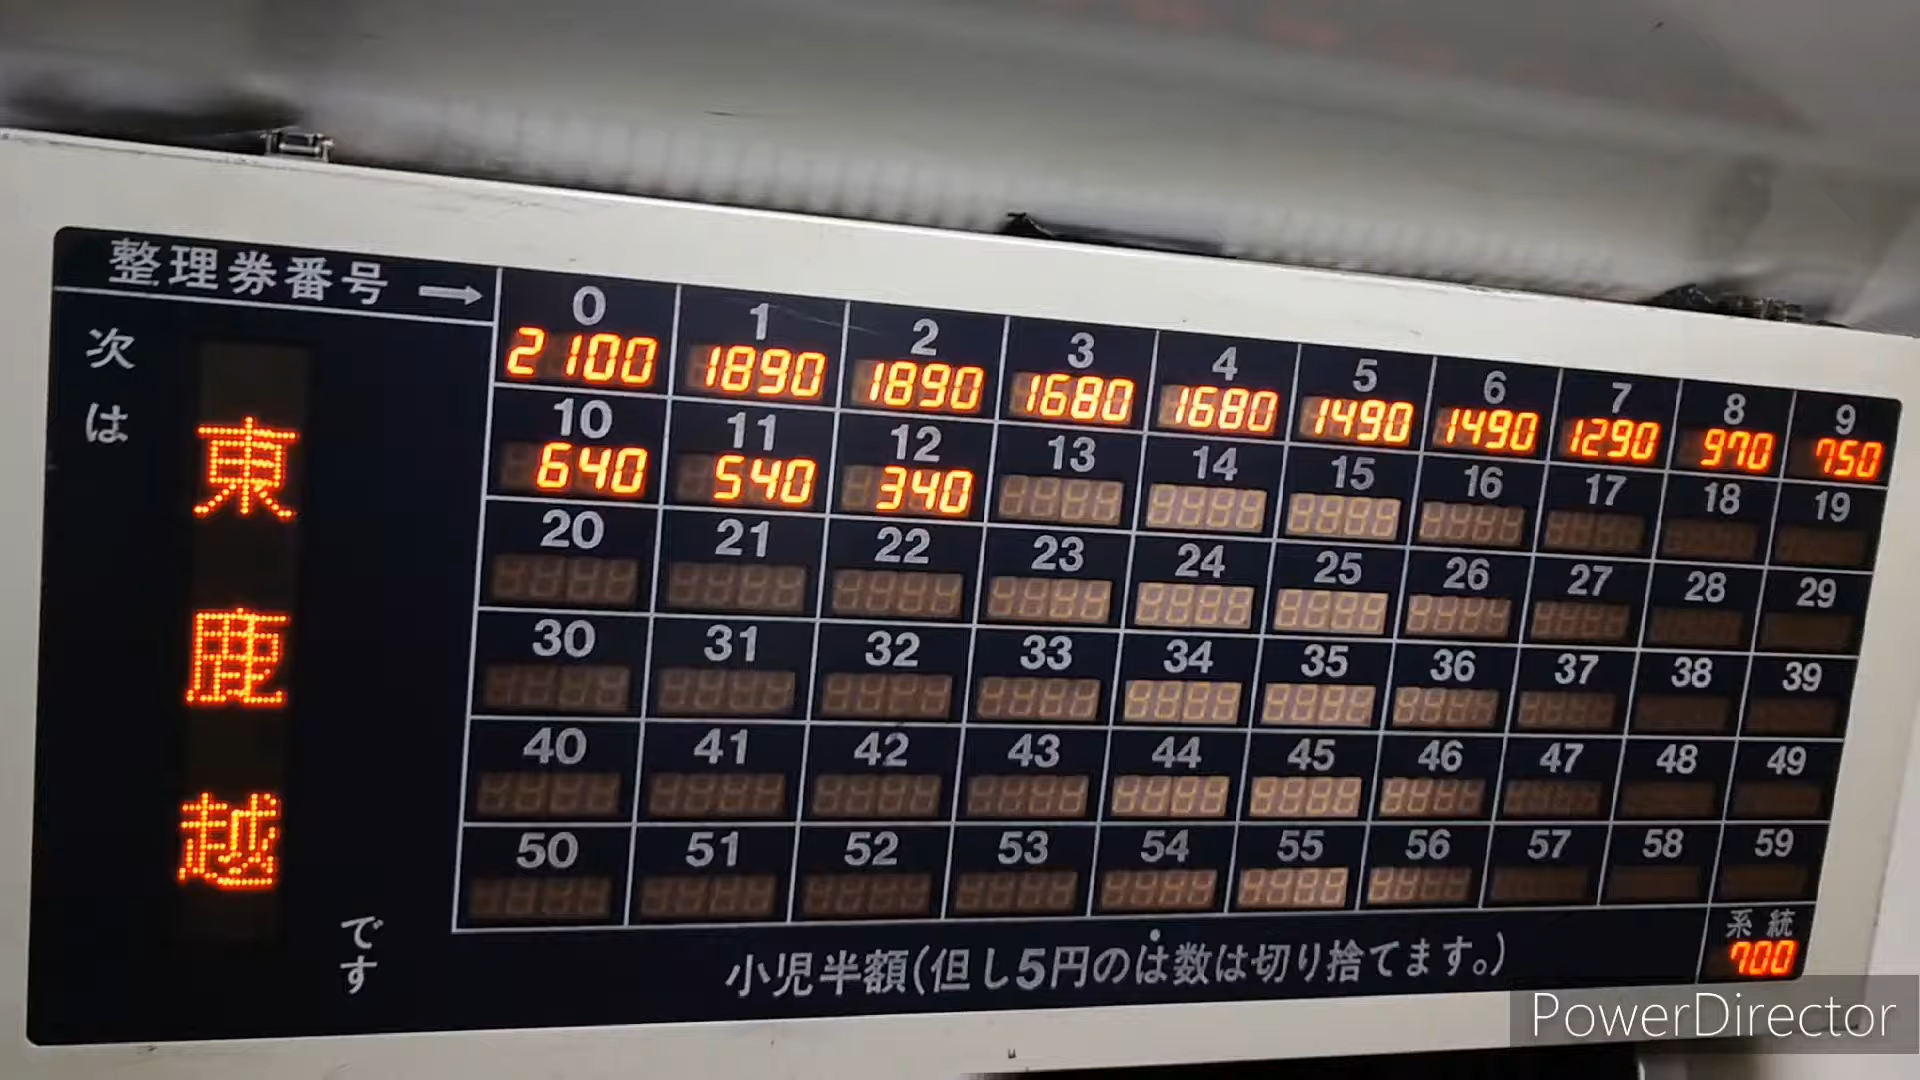 整理券番号 →
次は
東鹿越
です
0 1 2 3 4 5 6 7 8 9
2100 1890 1890 1680 1680 1490 1490 1290 970 750
10 11 12 13 14 15 16 17 18 19
640 540 340
20 21 22 23 24 25 26 27 28 29
30 31 32 33 34 35 36 37 38 39
40 41 42 43 44 45 46 47 48 49
50 51 52 53 54 55 56 57 58 59
小児半額(但し5円のは数は切り捨てます。)
系統
700
PowerDirector